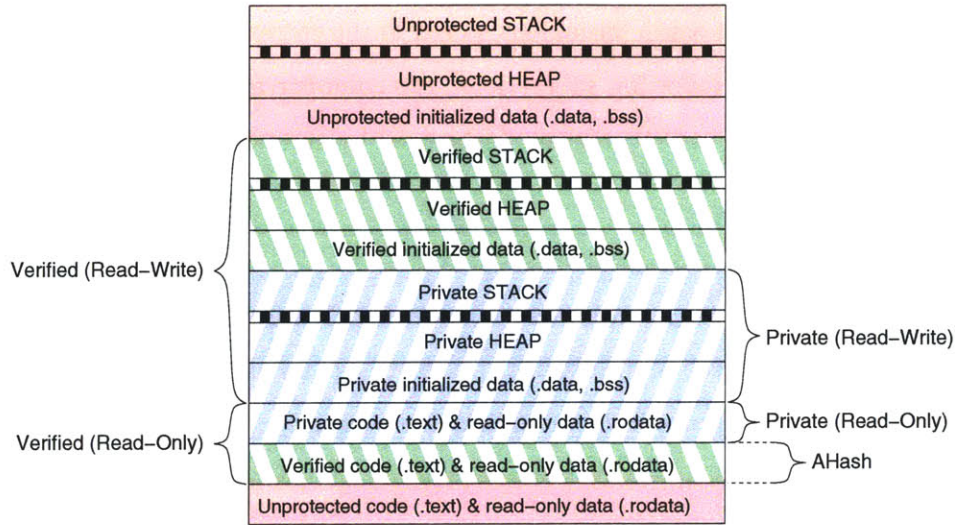 Unprotected STACK
Unprotected HEAP
Unprotected initialized data (.data, .bss)
Verified STACK
Verified HEAP
Verified initialized data (.data, .bss)
Verified (Read–Write)
Private STACK
Private HEAP
Private (Read–Write)
Private initialized data (.data, .bss)
Private code (.text) & read–only data (.rodata)
Private (Read–Only)
Verified (Read–Only)
Verified code (.text) & read–only data (.rodata)
AHash
Unprotected code (.text) & read–only data (.rodata)